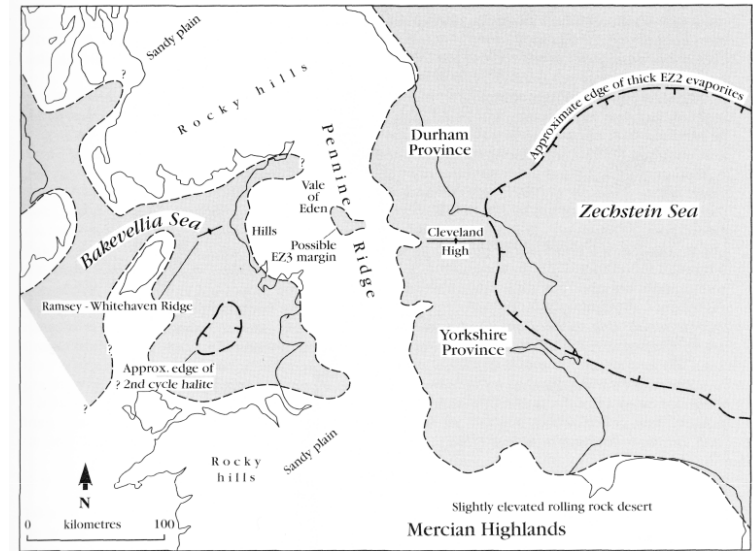 Sandy plain
?
Rocky hills
Pennine Ridge
Approximate edge of thick EZ2 evaporites
Durham
Province
Zechstein Sea
?
Vale
of
Eden
Bakevellia Sea
Hills
Possible
EZ3 margin
Cleveland
High
Ramsey - Whitehaven Ridge
Yorkshire
Province
?
Approx. edge of
? 2nd cycle halite
?
Rocky
hills
Sandy plain
N
0 kilometres 100
Slightly elevated rolling rock desert
Mercian Highlands